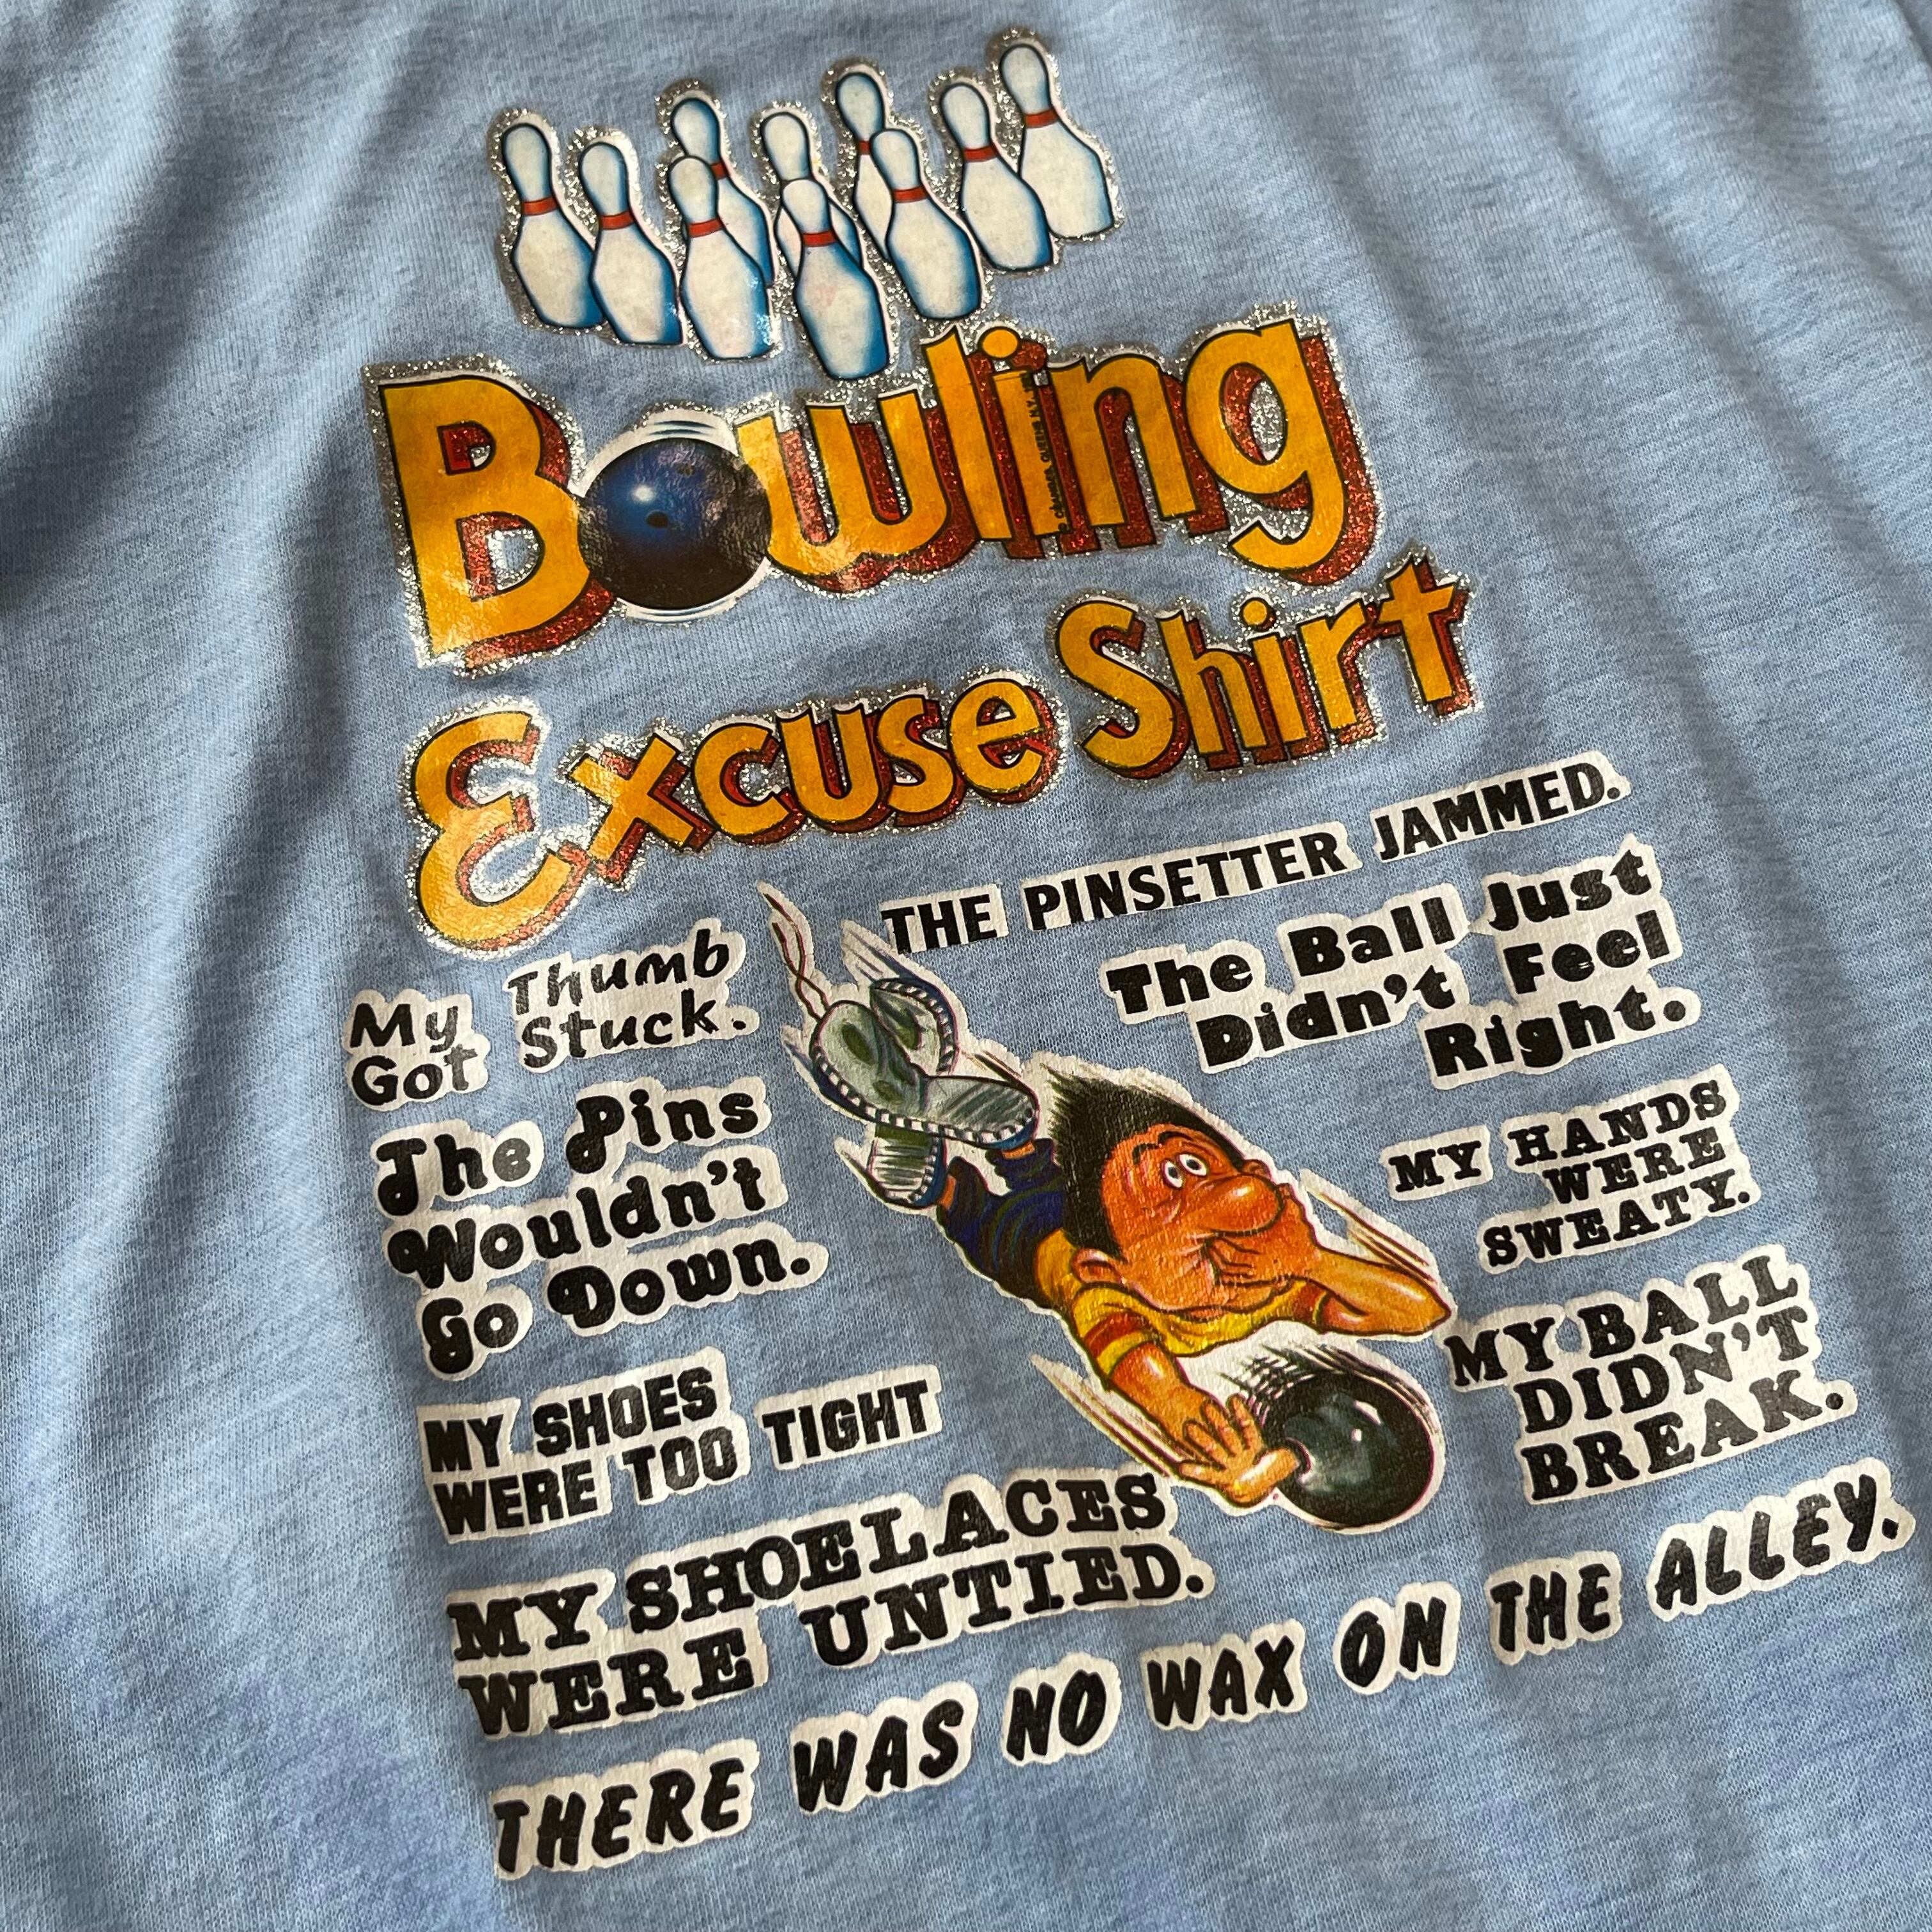 Bowling
Excuse Shirt
THE PINSETTER JAMMED.
My Thumb
Got Stuck.
The Ball Just
Didn't Feel
Right.
The Pins
Wouldn't
Go Down.
MY HANDS
WERE
SWEATY.
MY SHOES
WERE TOO TIGHT
MY BALL
DIDN'T
BREAK.
MY SHOELACES
WERE UNTIED.
THERE WAS NO WAX ON THE ALLEY.